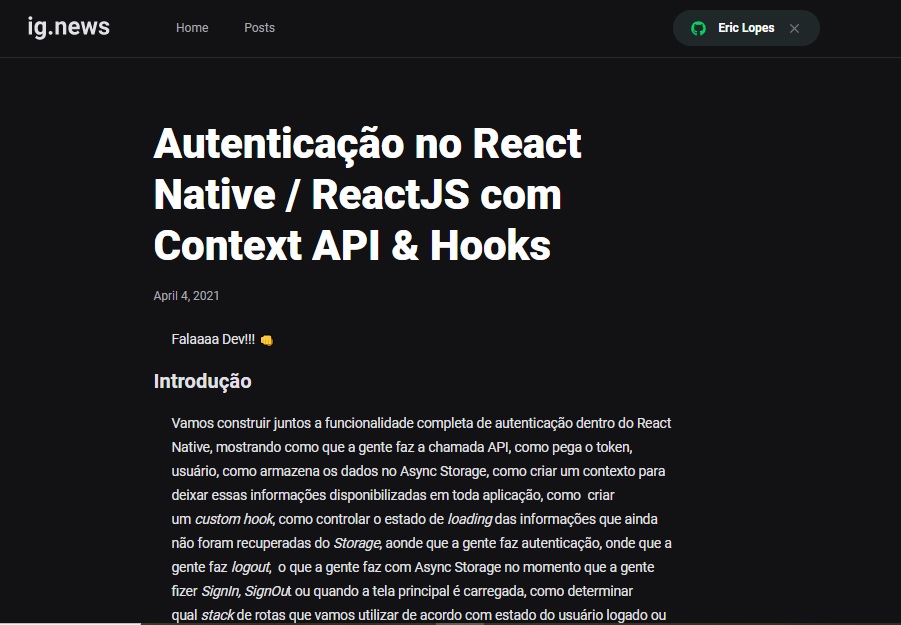 ig.news
Home
Posts
Eric Lopes
Autenticação no React
Native / ReactJS com
Context API & Hooks
April 4, 2021
Falaaaa Dev!!! 👊
Introdução
Vamos construir juntos a funcionalidade completa de autenticação dentro do React
Native, mostrando como que a gente faz a chamada API, como pega o token,
usuário, como armazena os dados no Async Storage, como criar um contexto para
deixar essas informações disponibilizadas em toda aplicação, como  criar
um custom hook, como controlar o estado de loading das informações que ainda
não foram recuperadas do Storage, aonde que a gente faz autenticação, onde que a
gente faz logout,  o que a gente faz com Async Storage no momento que a gente
fizer SignIn, SignOut ou quando a tela principal é carregada, como determinar
qual stack de rotas que vamos utilizar de acordo com estado do usuário logado ou